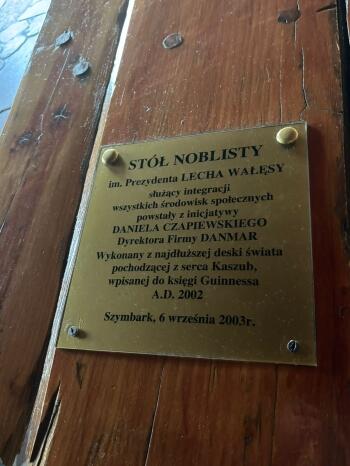 STÓŁ NOBLISTY
im. Prezydenta LECHA WAŁĘSY
służący integracji
wszystkich środowisk społecznych
powstały z inicjatywy
DANIELA CZAPIEWSKIEGO
Dyrektora Firmy DANMAR
Wykonany z najdłuższej deski świata
pochodzącej z serca Kaszub,
wpisanej do księgi Guinnessa
A.D. 2002
Szymbark, 6 września 2003r.